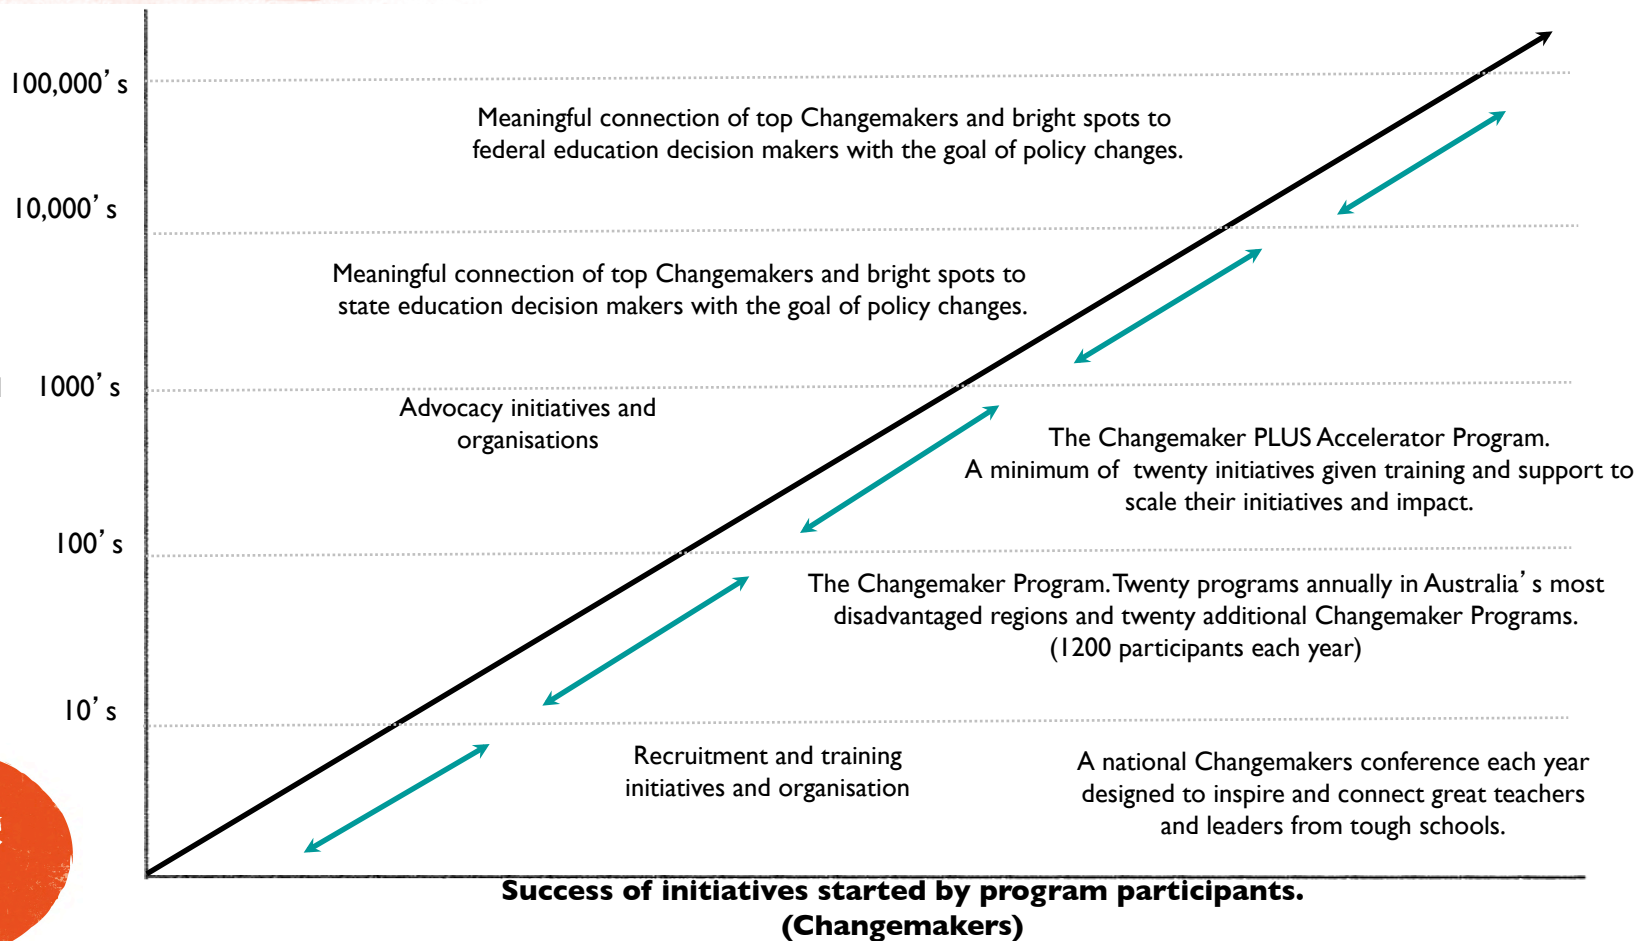 100,000's
Meaningful connection of top Changemakers and bright spots to
federal education decision makers with the goal of policy changes.
10,000's
Meaningful connection of top Changemakers and bright spots to
state education decision makers with the goal of policy changes.
1000's
Advocacy initiatives and
organisations
The Changemaker PLUS Accelerator Program.
A minimum of twenty initiatives given training and support to
scale their initiatives and impact.
100's
The Changemaker Program. Twenty programs annually in Australia's most
disadvantaged regions and twenty additional Changemaker Programs.
(1200 participants each year)
10's
Recruitment and training
initiatives and organisation
A national Changemakers conference each year
designed to inspire and connect great teachers
and leaders from tough schools.
Success of initiatives started by program participants.
(Changemakers)